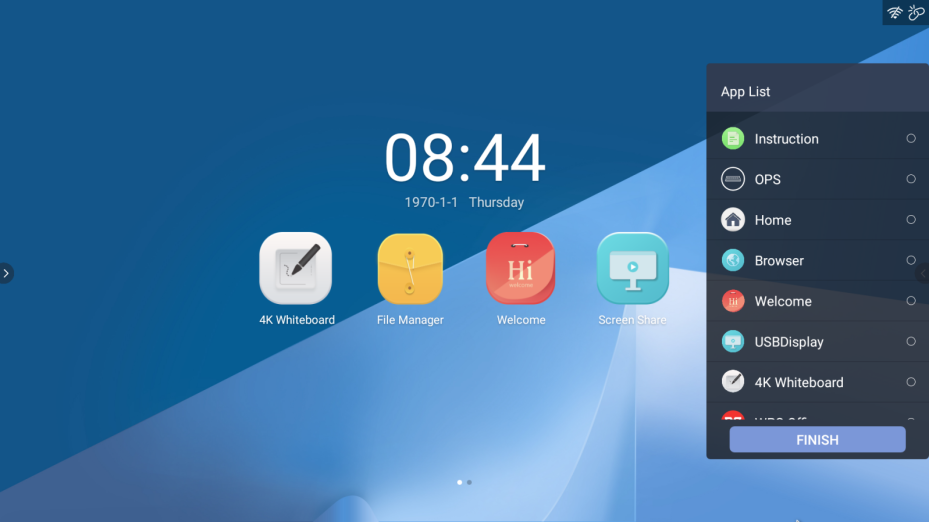 App List
Instruction
OPS
Home
Browser
Welcome
USBDisplay
4K Whiteboard
FINISH
08:44
1970-1-1 Thursday
4K Whiteboard
File Manager
Hi
welcome
Welcome
Screen Share